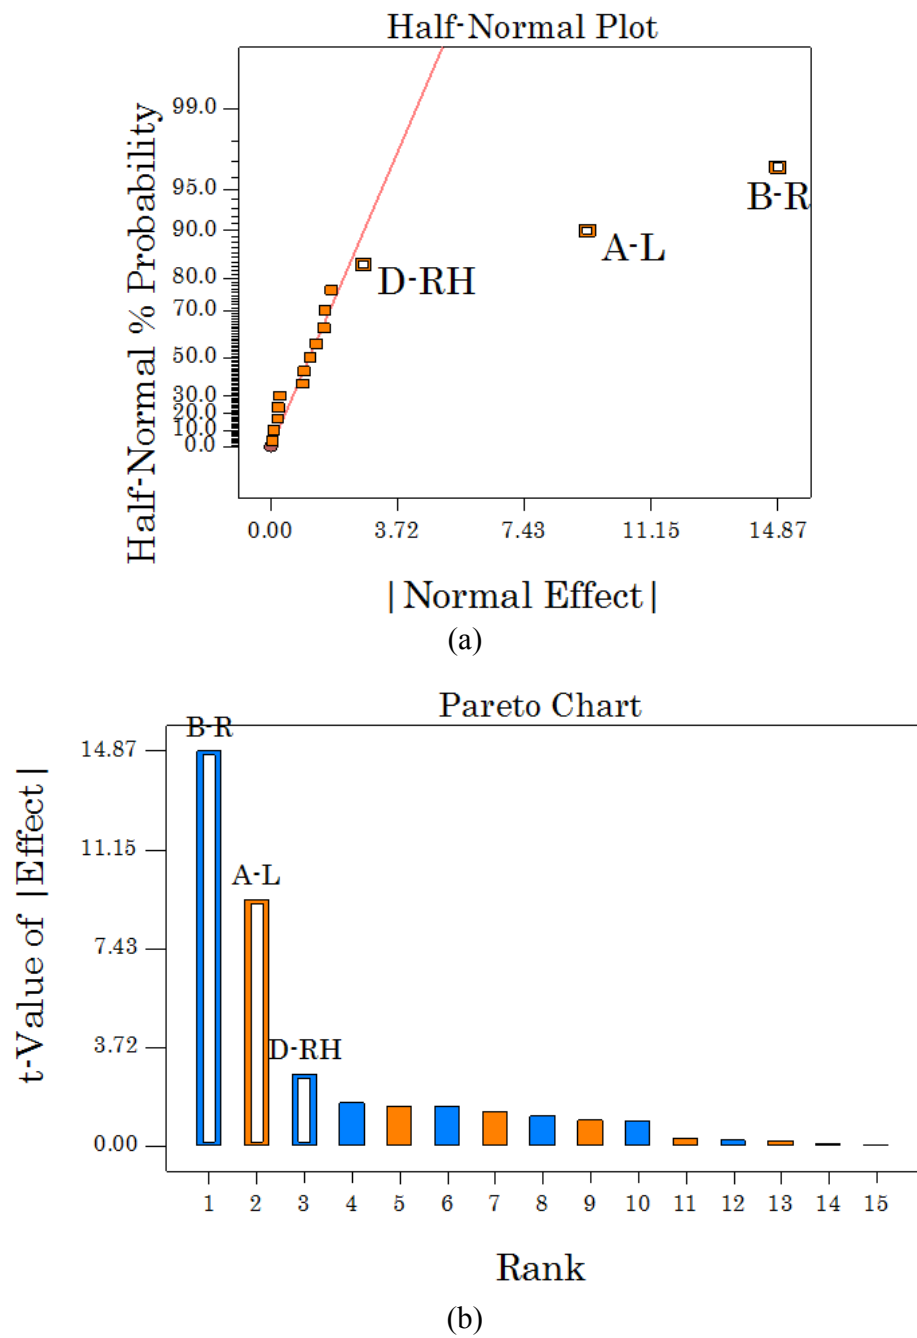 Half-Normal Plot
Half-Normal % Probability
99.0
95.0
90.0
80.0
70.0
50.0
30.0
20.0
10.0
0.0
B-R
A-L
D-RH
0.00 3.72 7.43 11.15 14.87
|Normal Effect|
(a)
Pareto Chart
t-Value of |Effect|
14.87
11.15
7.43
3.72
0.00
B-R
A-L
D-RH
1 2 3 4 5 6 7 8 9 10 11 12 13 14 15
Rank
(b)